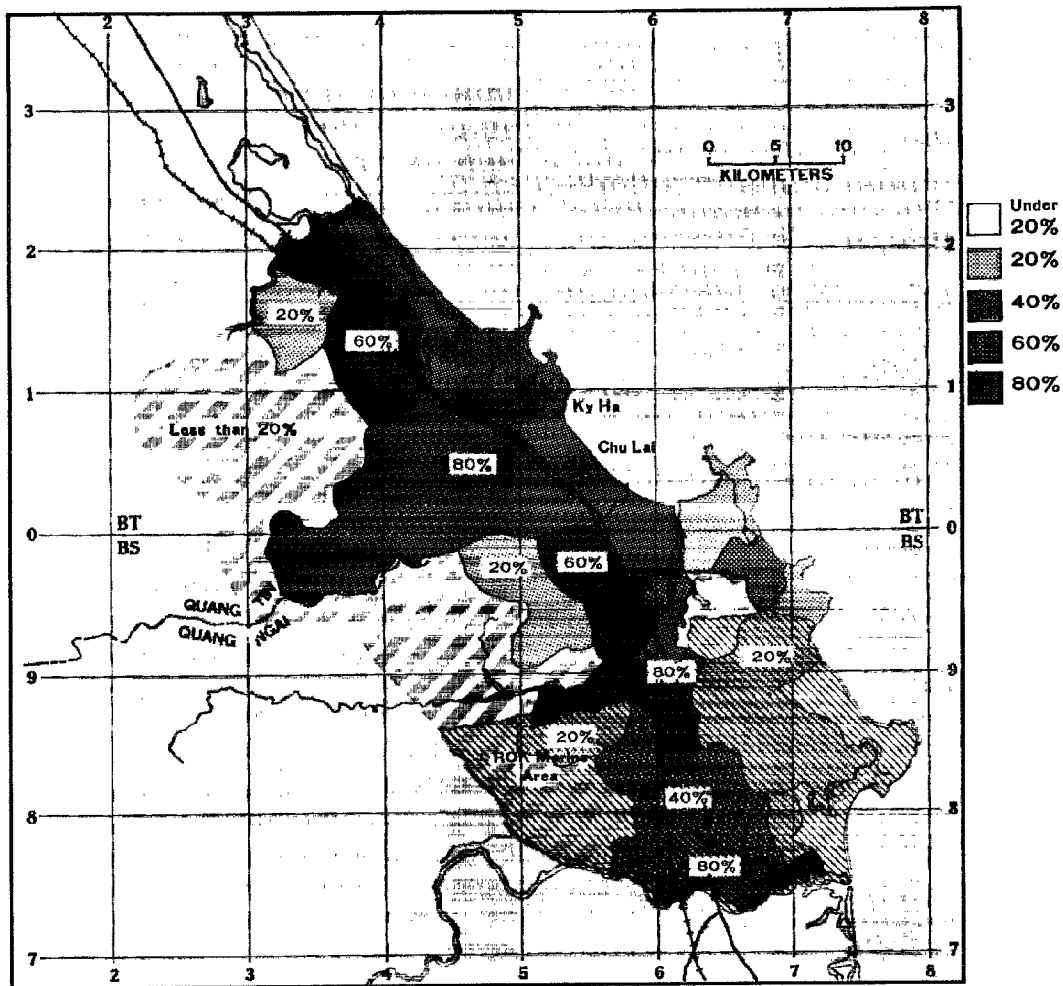 2 3 4 5 6 7 8
3 3
0 5 10
KILOMETERS
Under
20%
2 2
20%
20%
40%
60%
60%
80%
1 1
Ky Ha
Less than 20%
Chu Lai
80%
BT BT
0 0
BS BS
20%
60%
QUANG TIN
QUANG NGAI
20%
9 9
80%
20%
ROK Marine
Area
40%
8 8
80%
7 7
2 3 4 5 6 7 8